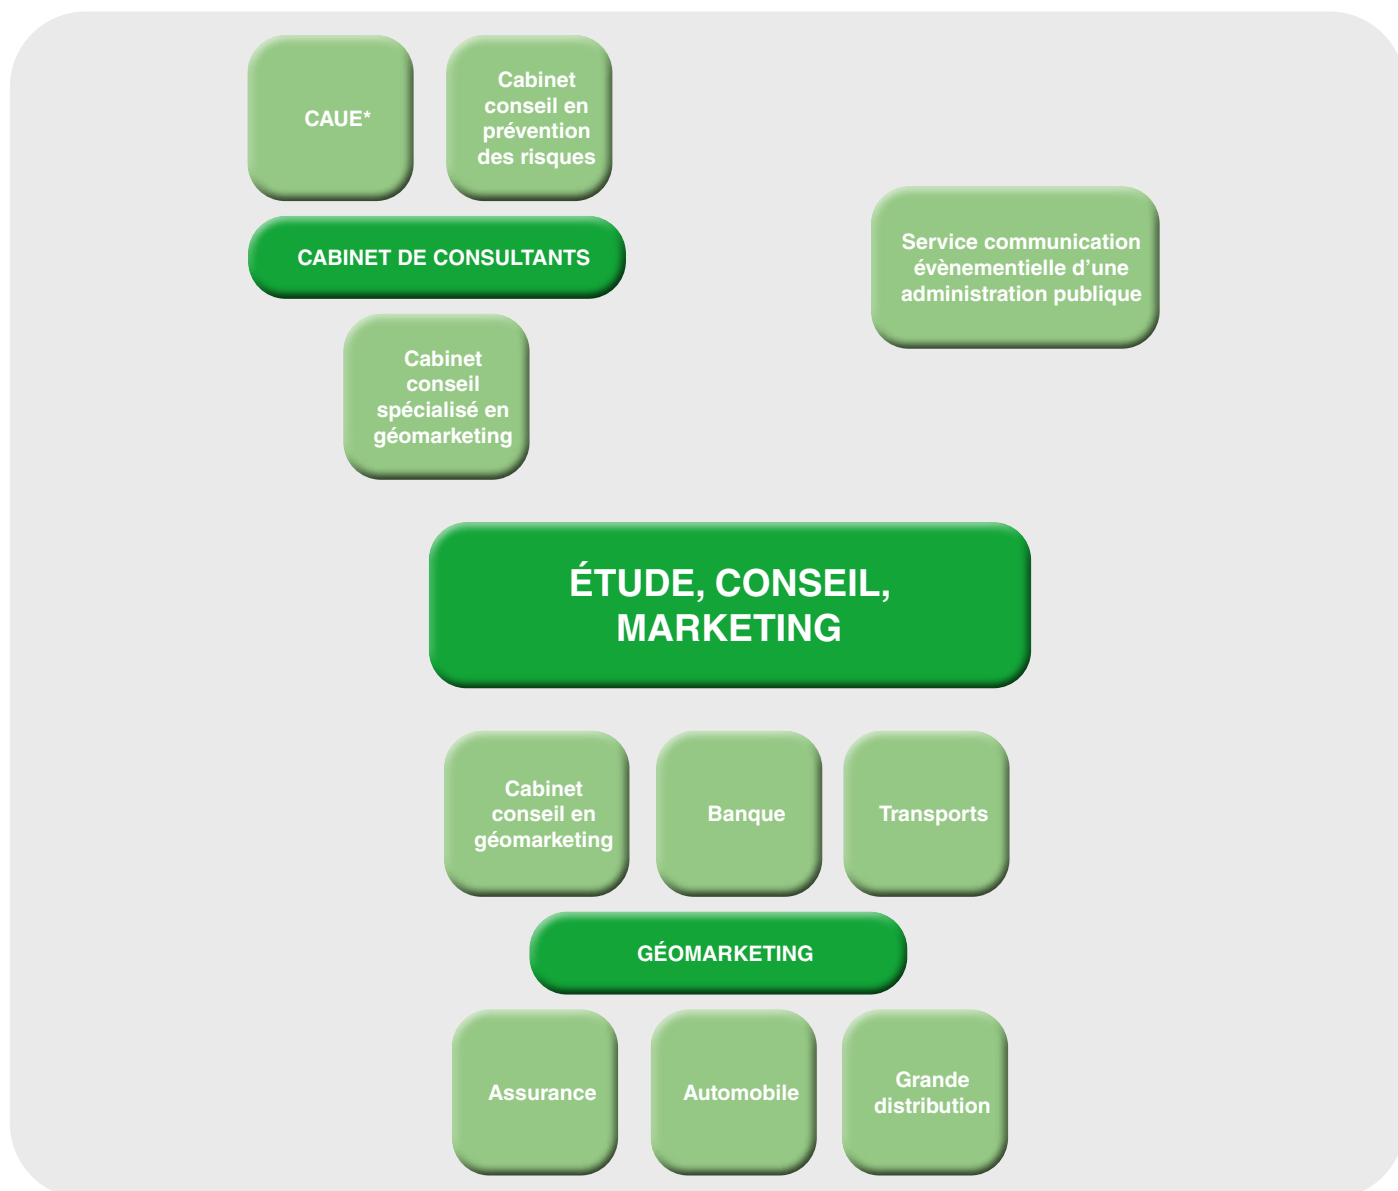 CAUE*
Cabinet
conseil en
prévention
des risques
CABINET DE CONSULTANTS
Service communication
évènementielle d’une
administration publique
Cabinet
conseil
spécialisé en
géomarketing
ÉTUDE, CONSEIL,
MARKETING
Cabinet
conseil en
géomarketing
Banque
Transports
GÉOMARKETING
Assurance
Automobile
Grande
distribution